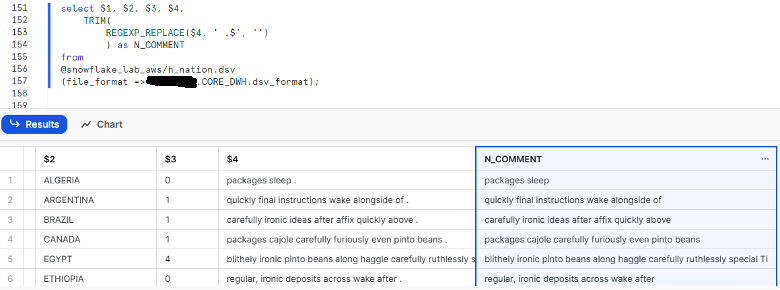 151 select $1, $2, $3, $4,
152 TRIM(
153 REGEXP_REPLACE($4, ' .$', '')
154 ) as N_COMMENT
155 from
156 @snowflake_lab_aws/h_nation.dsv
157 (file_format => .CORE_DWH.dsv_format);
158
159
Results Chart
$2 $3 $4 N_COMMENT ...
1 ALGERIA 0 packages sleep . packages sleep
2 ARGENTINA 1 quickly final instructions wake alongside of . quickly final instructions wake alongside of
3 BRAZIL 1 carefully ironic ideas after affix quickly above . carefully ironic ideas after affix quickly above
4 CANADA 1 packages cajole carefully furiously even pinto beans . packages cajole carefully furiously even pinto beans
5 EGYPT 4 blithely ironic pinto beans along haggle carefully ruthlessly s blithely ironic pinto beans along haggle carefully ruthlessly special Ti
6 ETHIOPIA 0 regular, ironic deposits across wake after . regular, ironic deposits across wake after